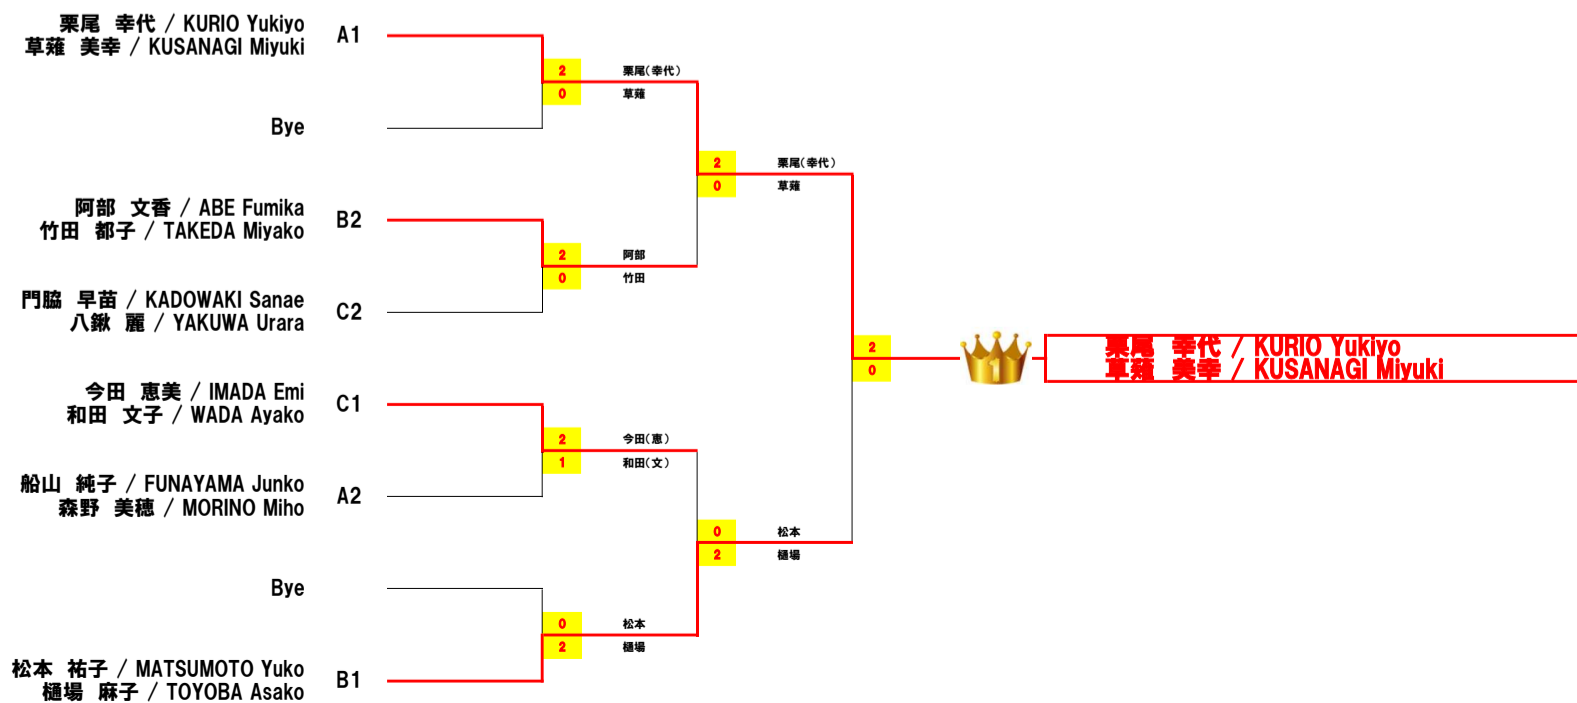 栗尾 幸代 / KURIO Yukiyo
草薙 美幸 / KUSANAGI Miyuki
A1
2
0
栗尾(幸代)
草薙
Bye
2
0
栗尾(幸代)
草薙
阿部 文香 / ABE Fumika
竹田 都子 / TAKEDA Miyako
B2
2
0
阿部
竹田
門脇 早苗 / KADOWAKI Sanae
八鍬 麗 / YAKUWA Urara
C2
2
0
栗尾 幸代 / KURIO Yukiyo
草薙 美幸 / KUSANAGI Miyuki
今田 恵美 / IMADA Emi
和田 文子 / WADA Ayako
C1
2
1
今田(恵)
和田(文)
船山 純子 / FUNAYAMA Junko
森野 美穂 / MORINO Miho
A2
0
2
松本
樋場
Bye
0
2
松本
樋場
松本 祐子 / MATSUMOTO Yuko
樋場 麻子 / TOYOBA Asako
B1